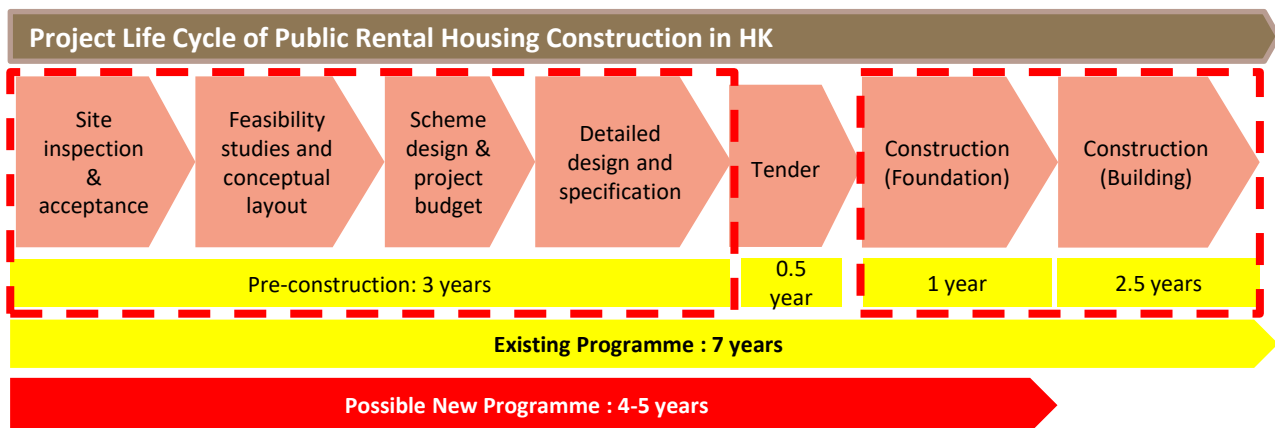 Project Life Cycle of Public Rental Housing Construction in HK
Site
inspection
&
acceptance
Feasibility
studies and
conceptual
layout
Scheme
design &
project
budget
Detailed
design and
specification
Tender
Construction
(Foundation)
Construction
(Building)
Pre-construction: 3 years
0.5
year
1 year
2.5 years
Existing Programme : 7 years
Possible New Programme : 4-5 years